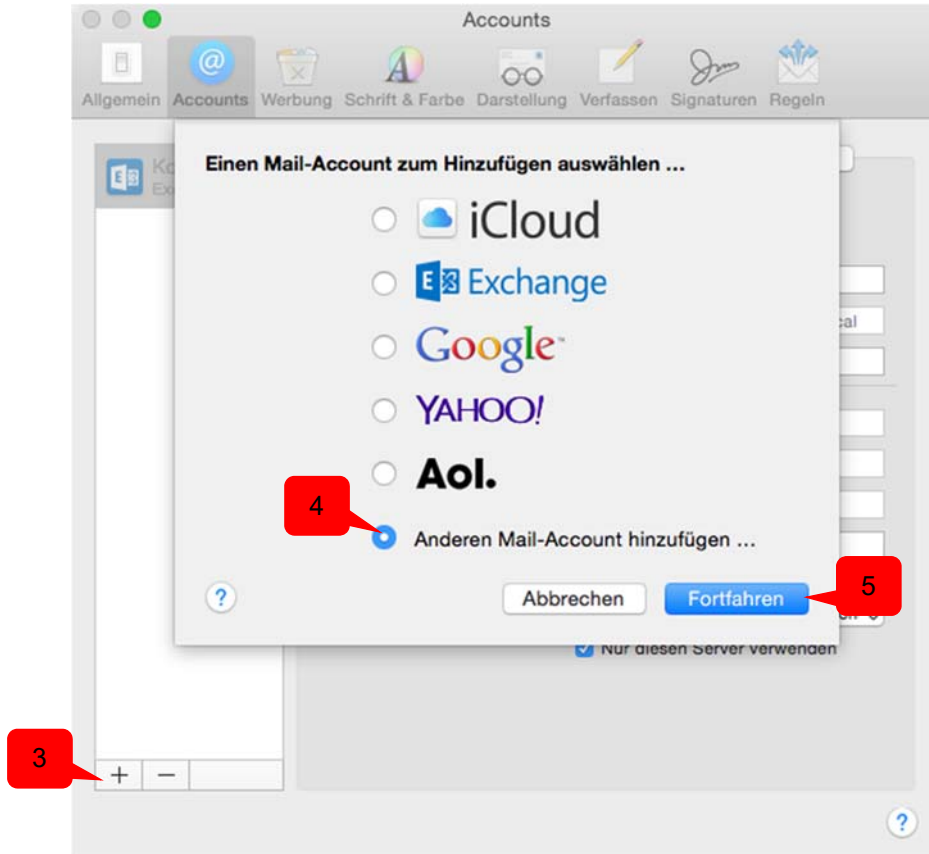 Accounts
Allgemein Accounts Werbung Schrift & Farbe Darstellung Verfassen Signaturen Regeln
Einen Mail-Account zum Hinzufügen auswählen ...
iCloud
E Exchange
Google™
YAHOO!
Aol.
4
Anderen Mail-Account hinzufügen ...
? Abbrechen Fortfahren 5
Nur diesen Server verwenden
3
+ −
?